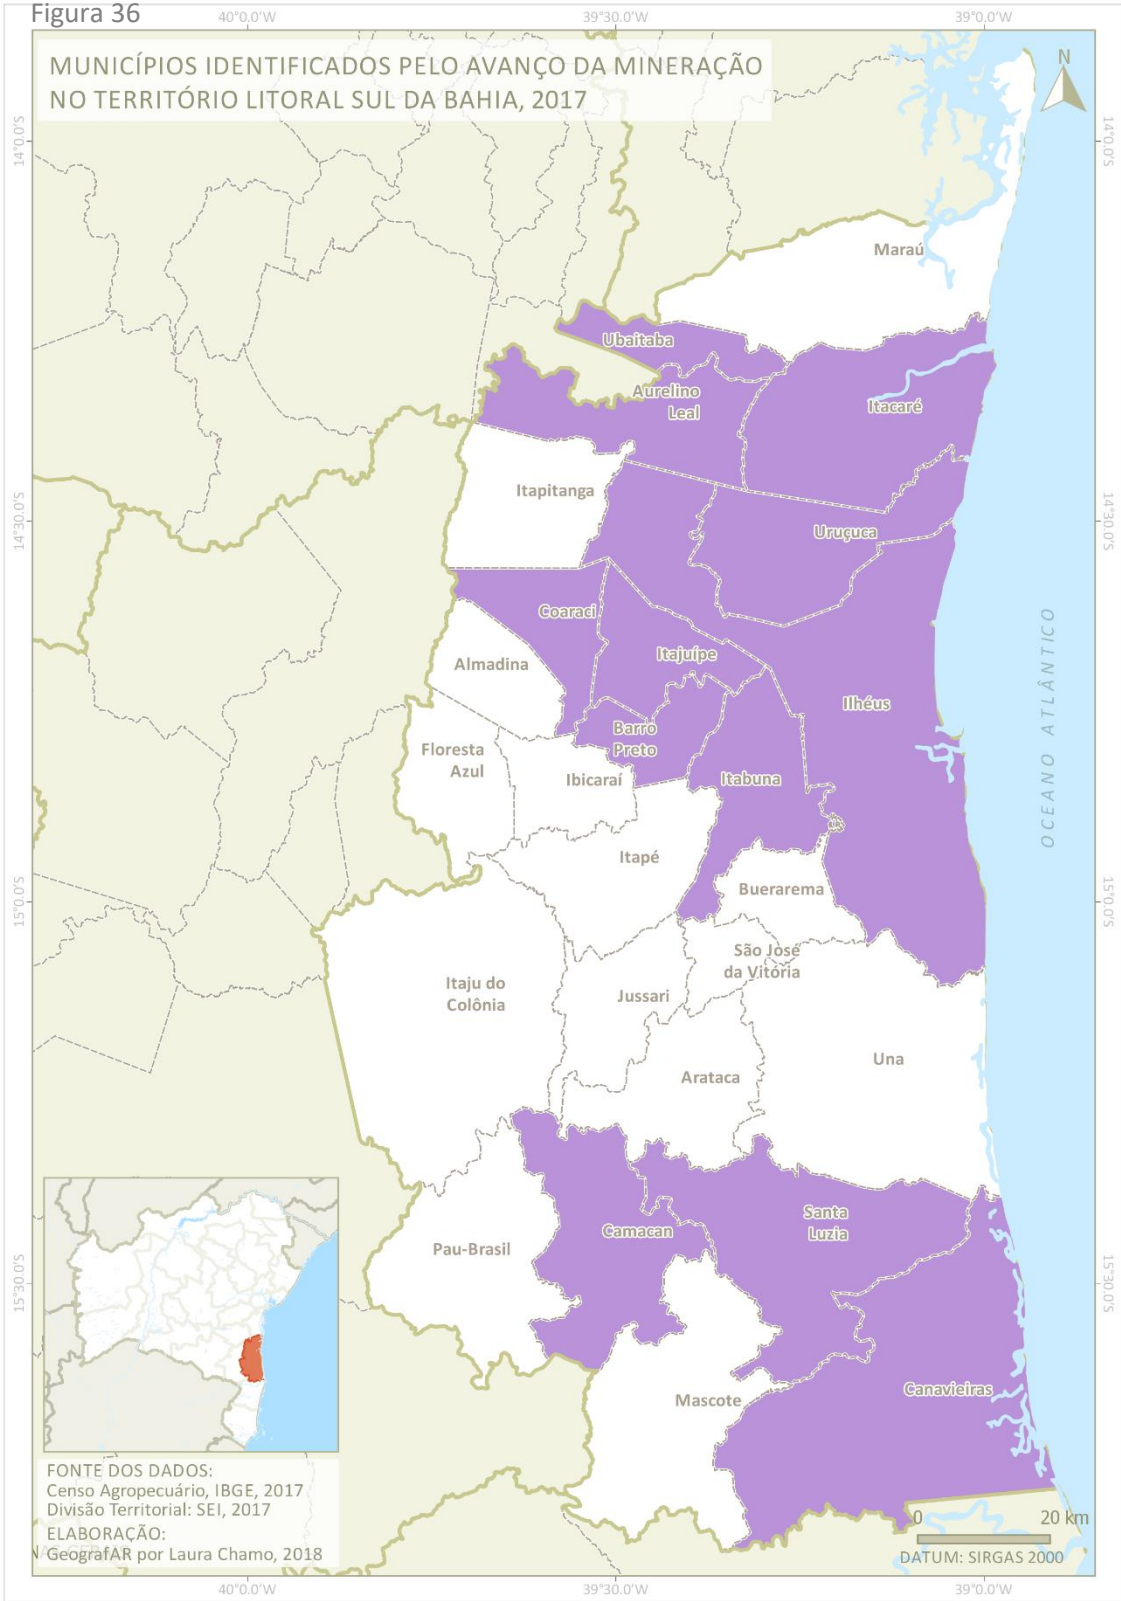 Figura 36
40°0.0'W
39°30.0'W
39°0.0'W
MUNICÍPIOS IDENTIFICADOS PELO AVANÇO DA MINERAÇÃO
NO TERRITÓRIO LITORAL SUL DA BAHIA, 2017
N
14°0.0'S
14°0.0'S
Maraú
Ubaitaba
Aurelino
Leal
Itacaré
Itapitanga
14°30.0'S
14°30.0'S
Uruçuca
Coaraci
Itajuípe
Almadina
Ilhéus
Barro
Preto
Floresta
Azul
Ibicaraí
Itabuna
OCEANO ATLÂNTICO
Itapé
Buerarema
15°0.0'S
15°0.0'S
São José
da Vitória
Itaju do
Colônia
Jussari
Una
Arataca
Santa
Luzia
Camacan
Pau-Brasil
15°30.0'S
15°30.0'S
Canavieiras
Mascote
FONTE DOS DADOS:
Censo Agropecuário, IBGE, 2017
Divisão Territorial: SEI, 2017
ELABORAÇÃO:
GeografAR por Laura Chamo, 2018
0 20 km
DATUM: SIRGAS 2000
40°0.0'W
39°30.0'W
39°0.0'W